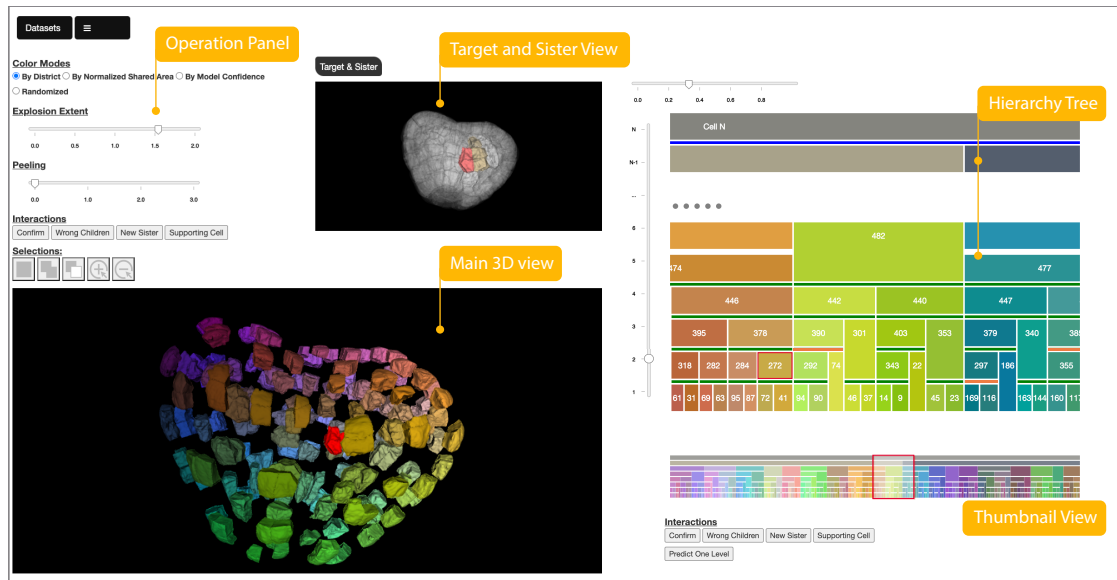 Datasets
≡
Operation Panel
Color Modes
By District By Normalized Shared Area By Model Confidence
Randomized
Explosion Extent
0.0 0.5 1.0 1.5 2.0
Peeling
0.0 1.0 2.0 3.0
Interactions
Confirm Wrong Children New Sister Supporting Cell
Selections:
Main 3D view
Target and Sister View
Target & Sister
0.0 0.2 0.4 0.6 0.8
Hierarchy Tree
N Cell N
N-1
...
6 482
5 474 477
4 446 442 440 447
3 395 378 390 301 403 353 379 340 385
2 318 282 284 272 292 74 343 22 297 186 355
1 61 31 69 63 95 87 72 41 94 90 46 37 14 9 45 23 169 116 163 144 160 117
Thumbnail View
Interactions
Confirm Wrong Children New Sister Supporting Cell
Predict One Level